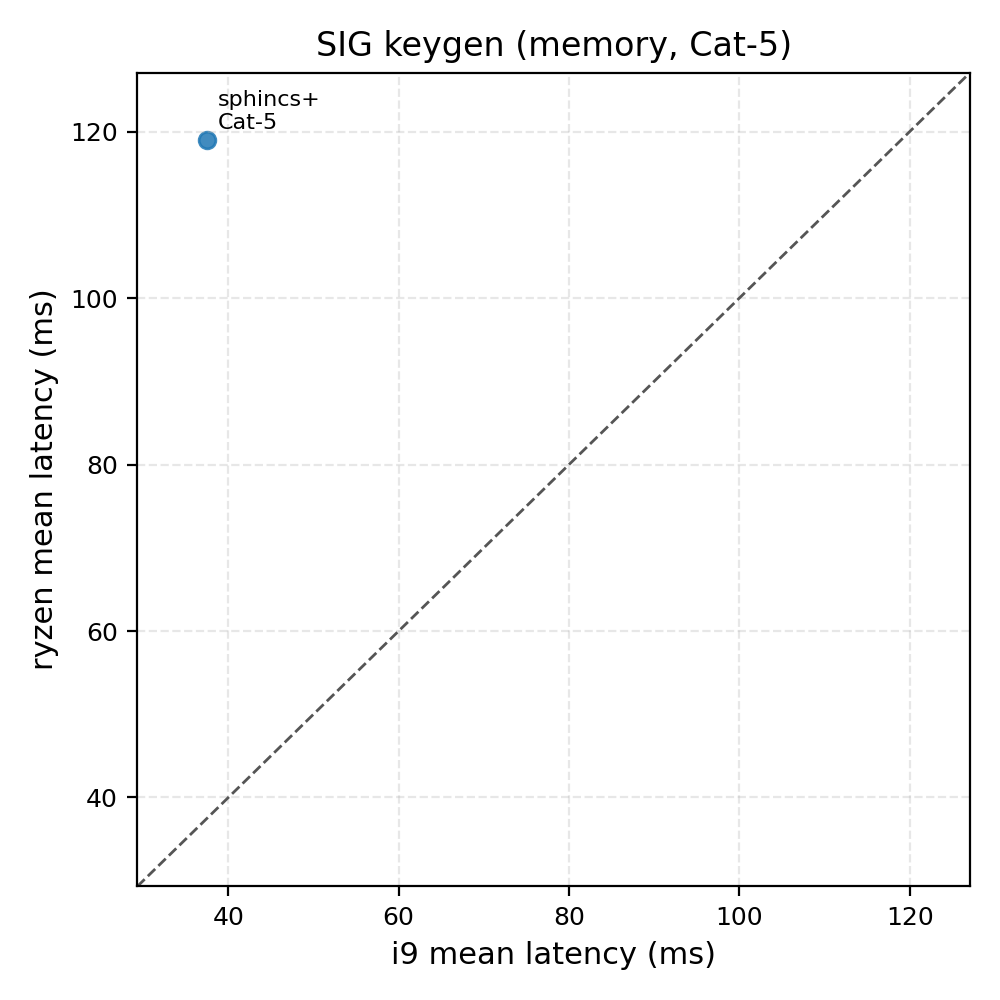 SIG keygen (memory, Cat-5)
sphincs+
Cat-5
ryzen mean latency (ms)
120
100
80
60
40
40
60
80
100
120
i9 mean latency (ms)